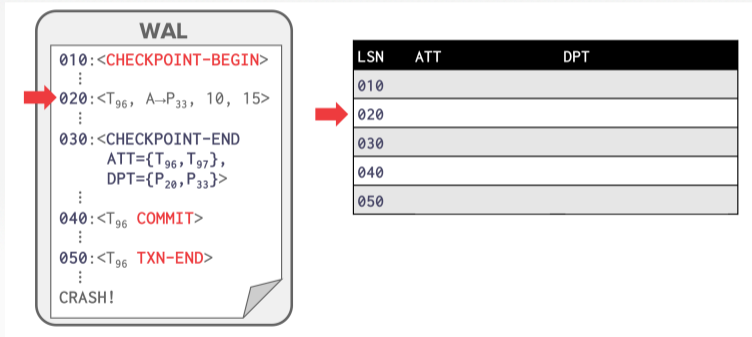 WAL
010:<CHECKPOINT-BEGIN>
⋮
020:<T96, A→P33, 10, 15>
⋮
030:<CHECKPOINT-END
ATT={T96,T97},
DPT={P20,P33}>
⋮
040:<T96 COMMIT>
⋮
050:<T96 TXN-END>
⋮
CRASH!
LSN ATT DPT
010
020
030
040
050